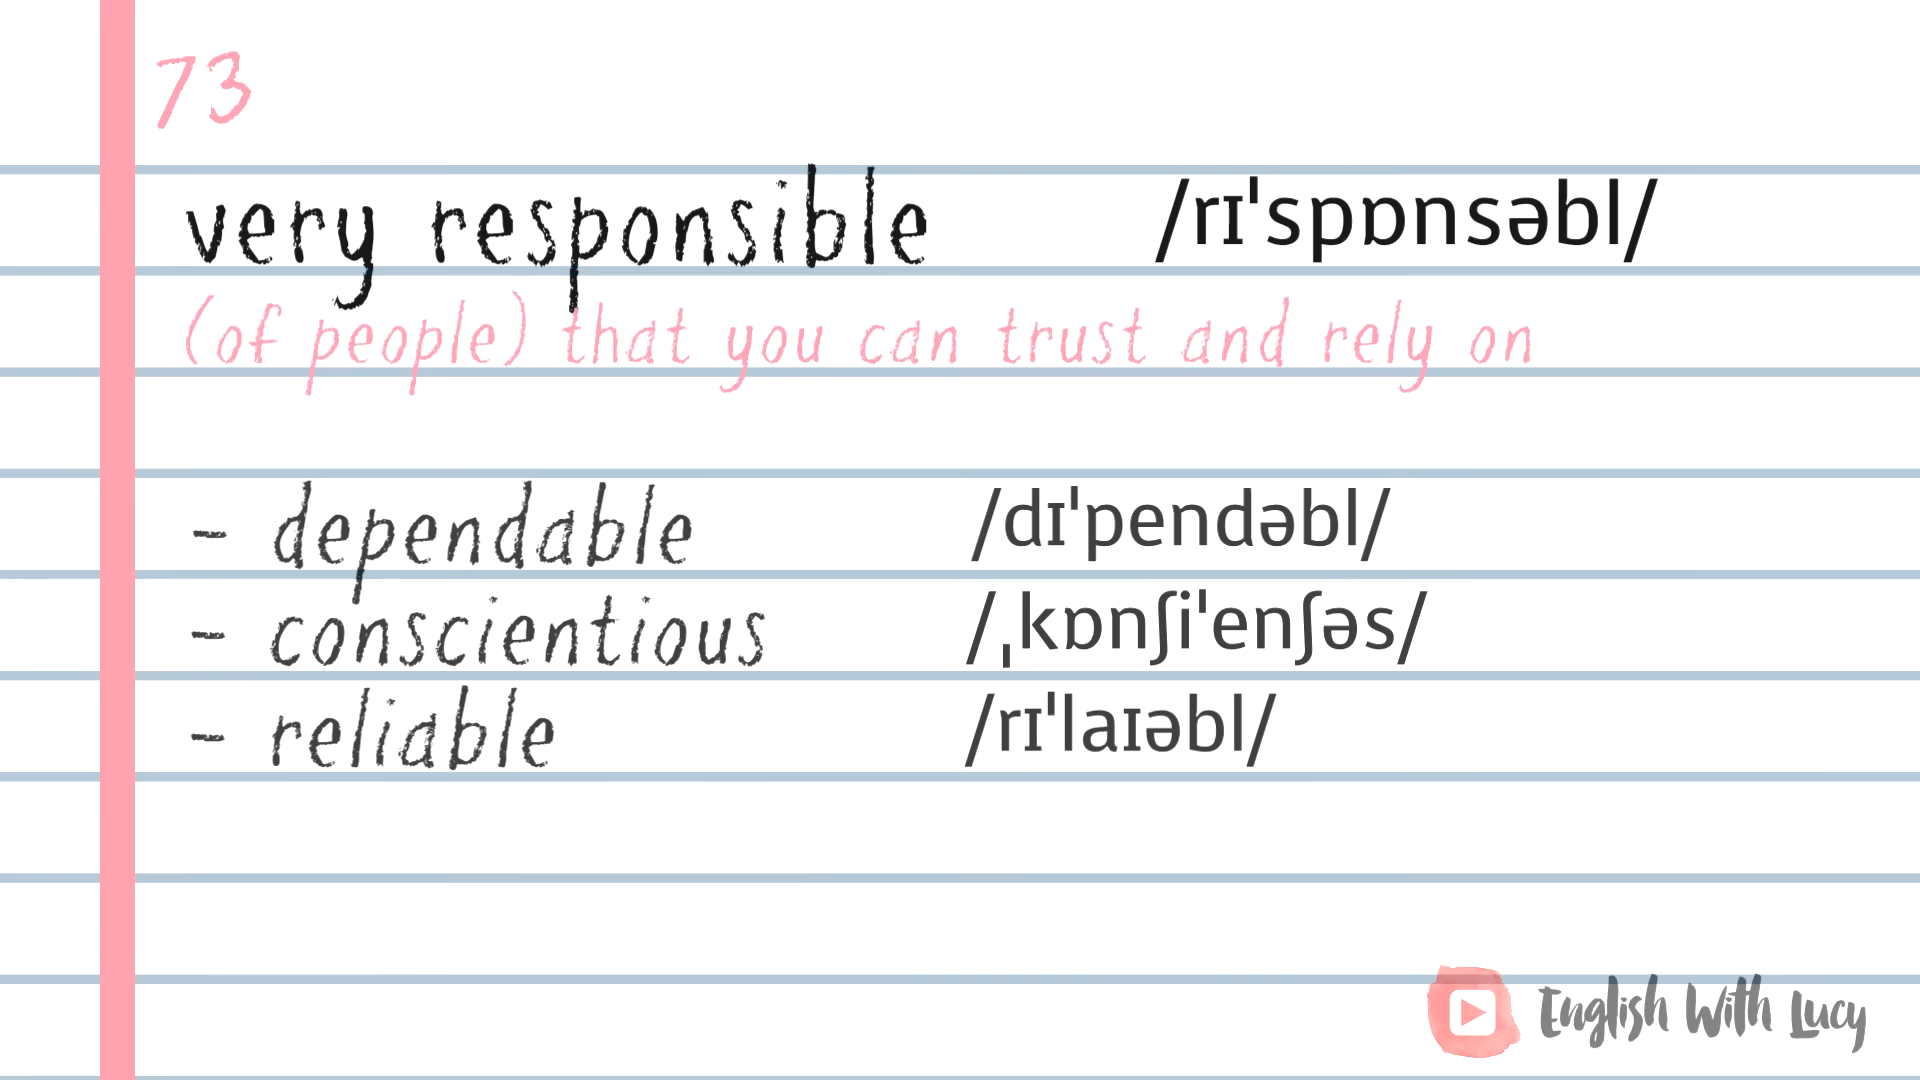 73
very responsible /rɪˈspɒnsəbl/
(of people) that you can trust and rely on
- dependable /dɪˈpendəbl/
- conscientious /ˌkɒnʃiˈenʃəs/
- reliable /rɪˈlaɪəbl/
English With Lucy